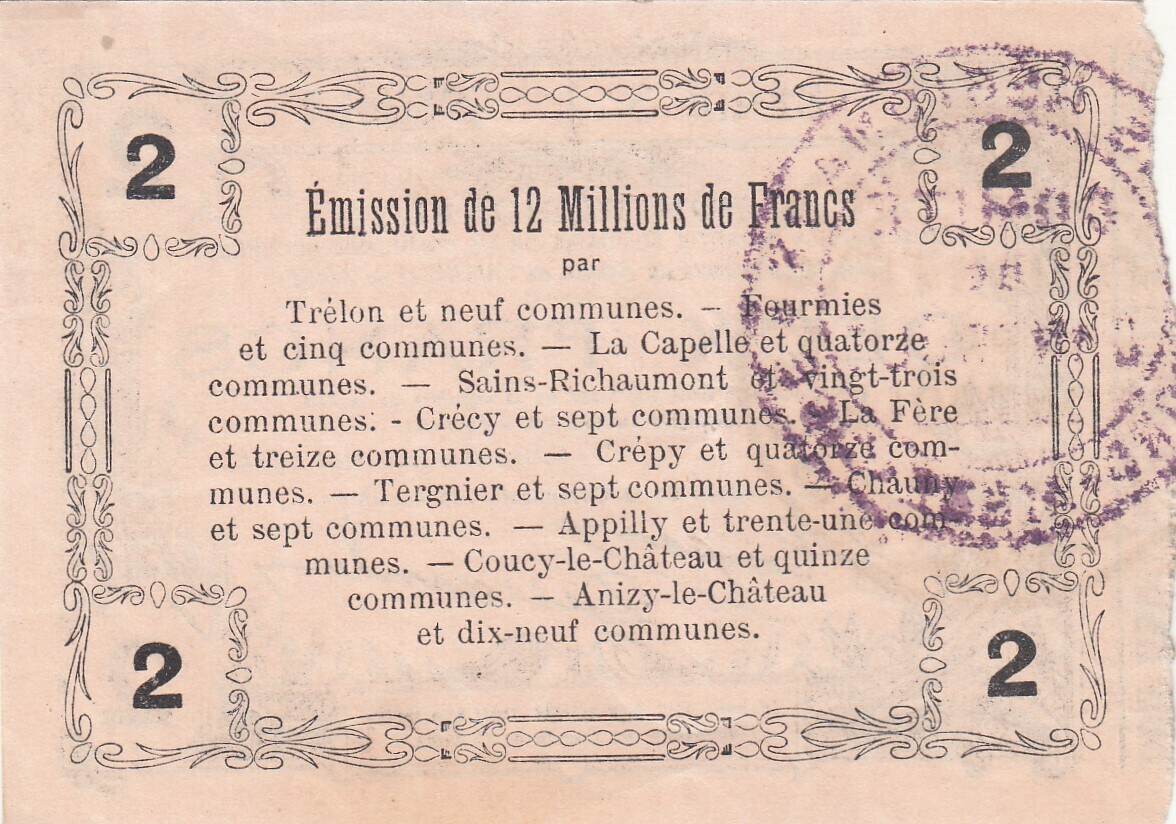 2 2
Émission de 12 Millions de Francs
par
Trélon et neuf communes. — Fourmies
et cinq communes. — La Capelle et quatorze
communes. — Sains-Richaumont et vingt-trois
communes. - Crécy et sept communes. - La Fère
et treize communes. — Crépy et quatorze com-
munes. — Tergnier et sept communes. — Chauny
et sept communes. — Appilly et trente-une com-
munes. — Coucy-le-Château et quinze
communes. — Anizy-le-Château
et dix-neuf communes.
2 2